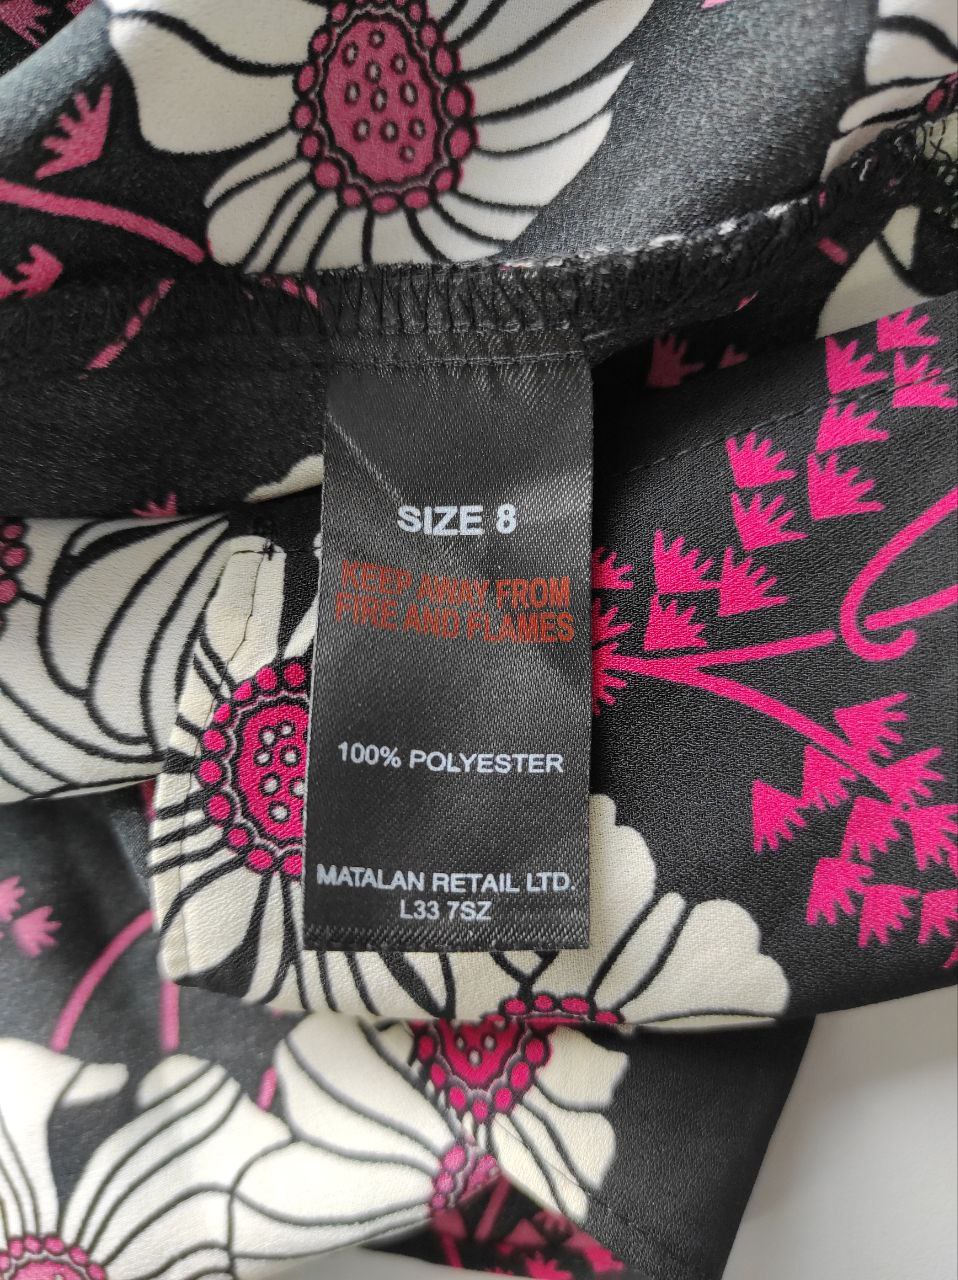 SIZE 8
KEEP AWAY FROM
FIRE AND FLAMES
100% POLYESTER
MATALAN RETAIL LTD.
L33 7SZ